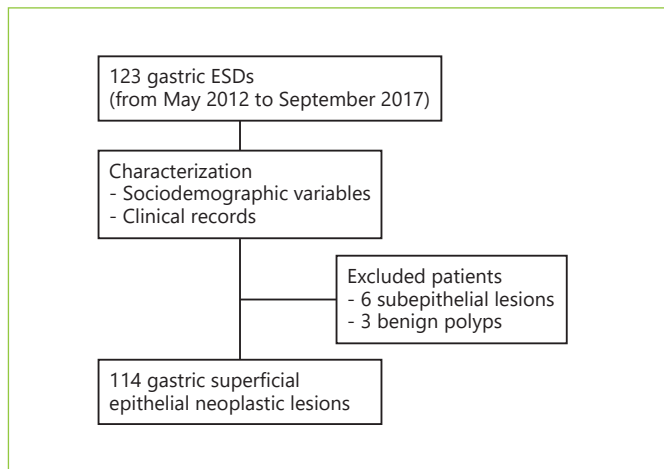 123 gastric ESDs
(from May 2012 to September 2017)
Characterization
- Sociodemographic variables
- Clinical records
Excluded patients
- 6 subepithelial lesions
- 3 benign polyps
114 gastric superficial
epithelial neoplastic lesions